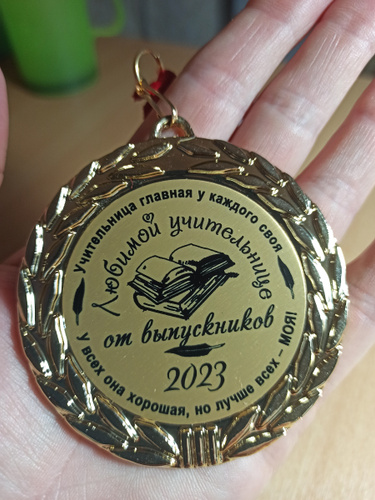 Учительница главная у каждого своя
Любимой учительнице
от выпускников
2023
у всех она хорошая, но лучше всех – МОЯ!